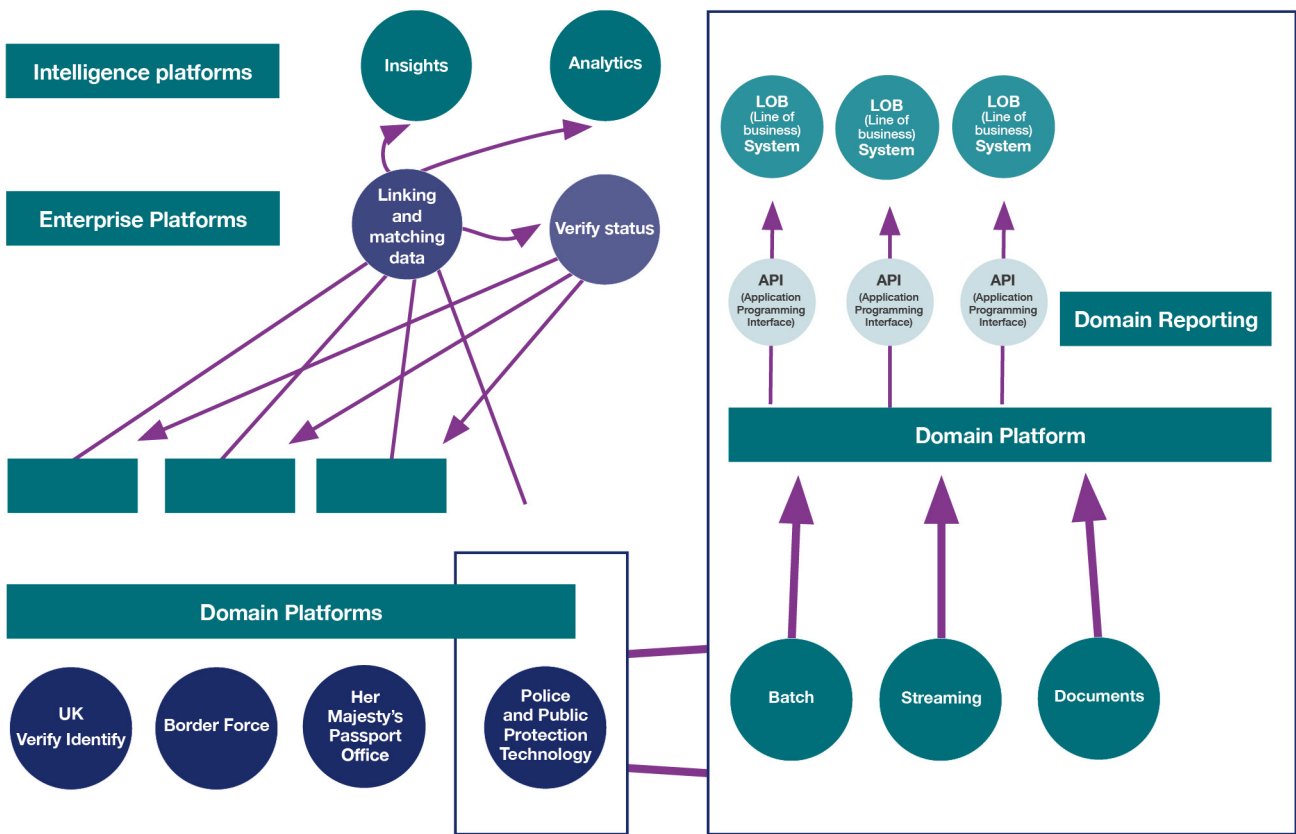 Intelligence platforms
Insights
Analytics
Enterprise Platforms
Linking
and
matching
data
Verify status
Domain Platforms
UK
Verify Identify
Border Force
Her
Majesty's
Passport
Office
Police
and Public
Protection
Technology
LOB
(Line of
business)
System
LOB
(Line of
business)
System
LOB
(Line of
business)
System
API
(Application
Programming
Interface)
API
(Application
Programming
Interface)
API
(Application
Programming
Interface)
Domain Reporting
Domain Platform
Batch
Streaming
Documents